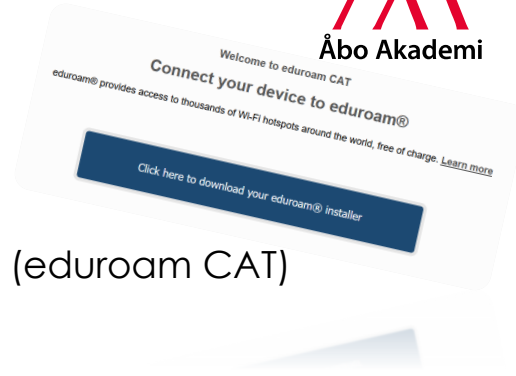 Åbo Akademi
Welcome to eduroam CAT
Connect your device to eduroam®
eduroam® provides access to thousands of Wi-Fi hotspots around the world, free of charge. Learn more
Click here to download your eduroam® installer
(eduroam CAT)